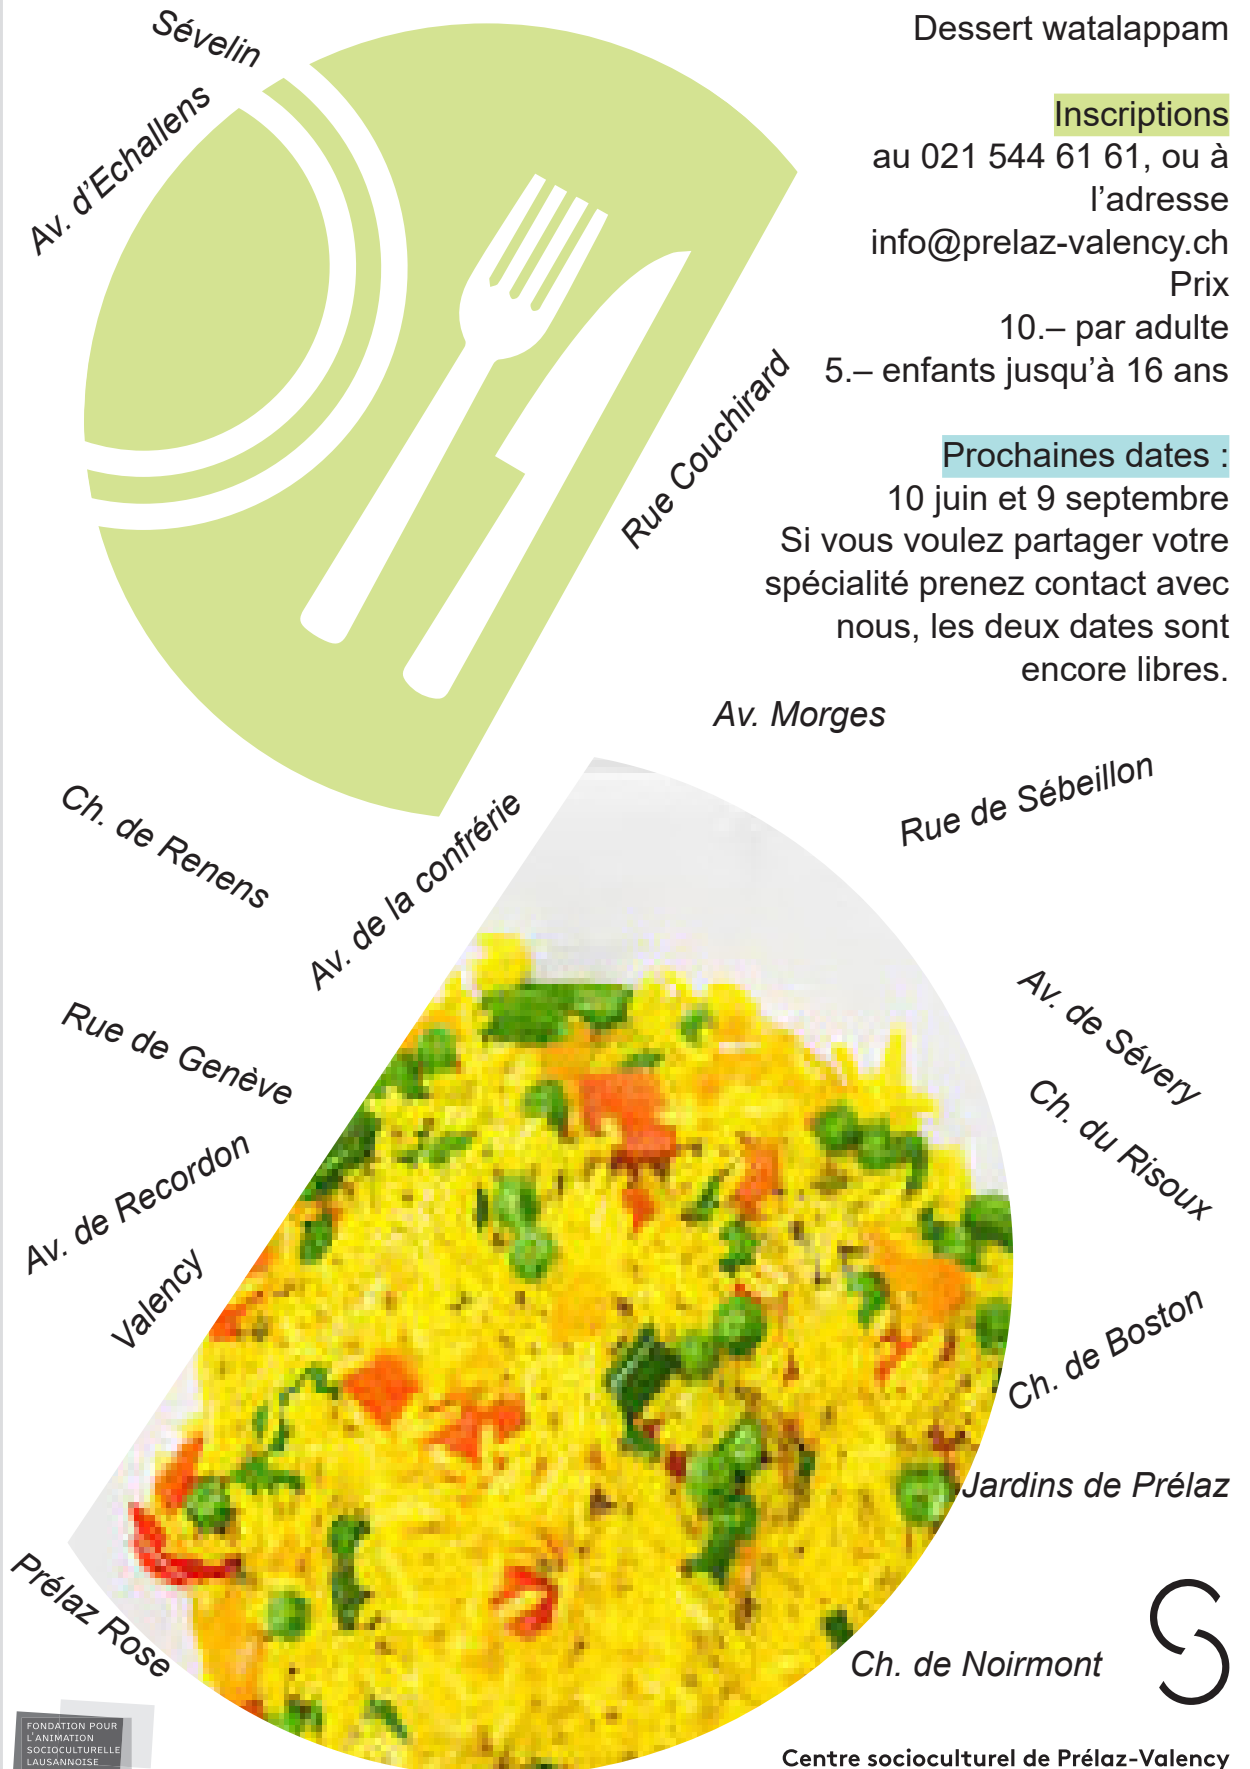 Dessert watalappam
Inscriptions
au 021 544 61 61, ou à
l’adresse
info@prelaz-valency.ch
Prix
10.– par adulte
5.– enfants jusqu’à 16 ans
Prochaines dates :
10 juin et 9 septembre
Si vous voulez partager votre
spécialité prenez contact avec
nous, les deux dates sont
encore libres.
Sévelin
Av. d’Echallens
Rue Couchirard
Av. Morges
Rue de Sébeillon
Ch. de Renens
Av. de la confrérie
Av. de Sévery
Rue de Genève
Ch. du Risoux
Av. de Recordon
Valency
Ch. de Boston
Jardins de Prélaz
Prélaz Rose
Ch. de Noirmont
FONDATION POUR
L’ANIMATION
SOCIOCULTURELLE
LAUSANNOISE
Centre socioculturel de Prélaz-Valency